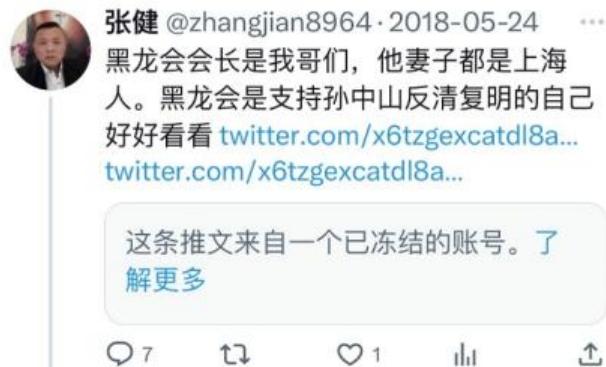 张健 @zhangjian8964·2018-05-24
黑龙会会长是我哥们，他妻子都是上海
人。黑龙会是支持孙中山反清复明的自己
好好看看 twitter.com/x6tzgexcatdl8a...
twitter.com/x6tzgexcatdl8a...
这条推文来自一个已冻结的账号。了
解更多
7 1